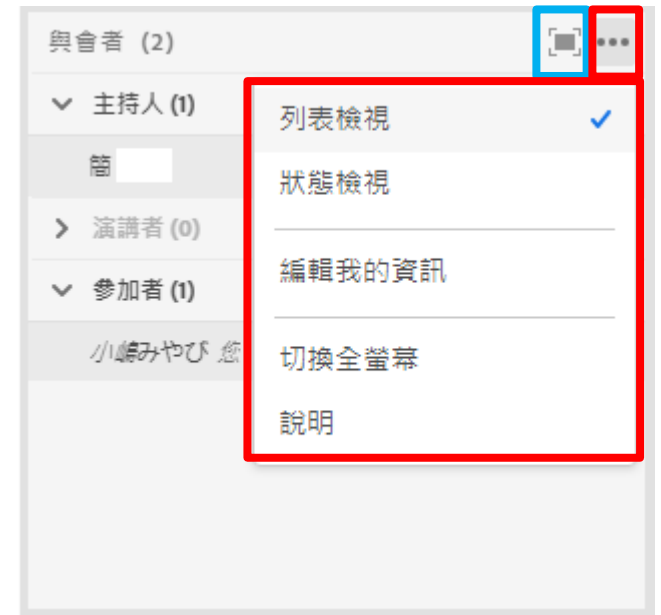 與會者 (2)
主持人 (1)
簡
演講者 (0)
參加者 (1)
小嶋みやび 您
列表檢視
狀態檢視
編輯我的資訊
切換全螢幕
說明